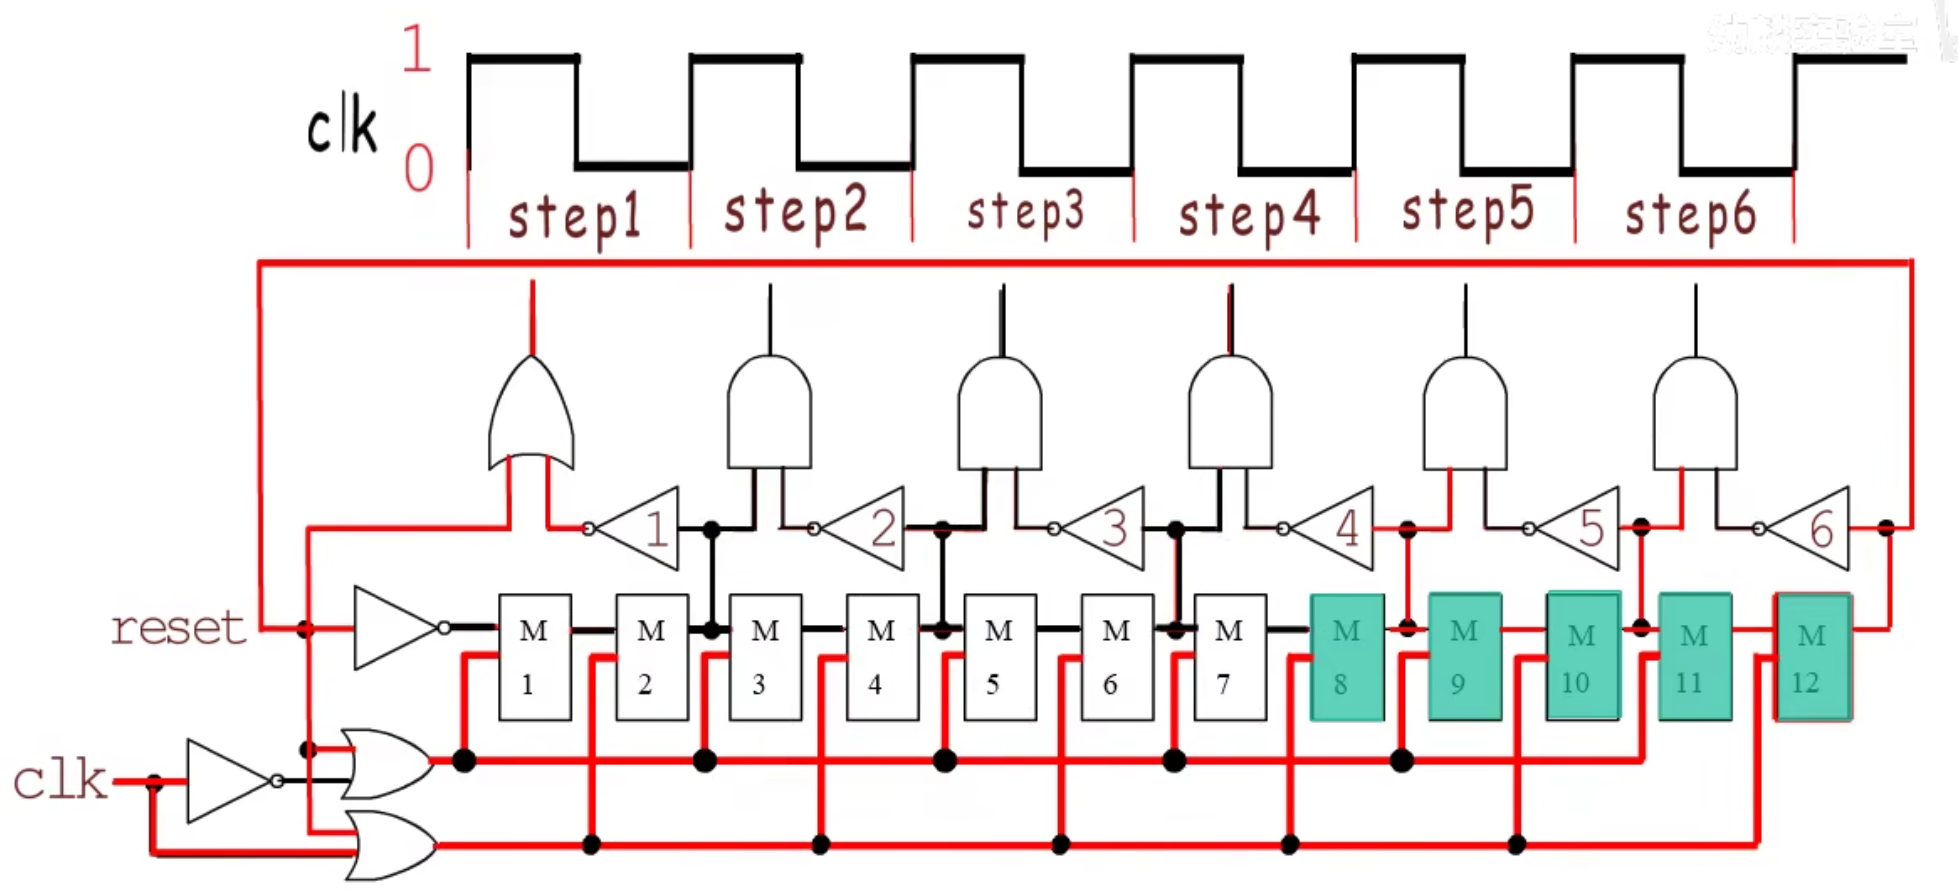 1
clk
0
step1 step2 step3 step4 step5 step6
1 2 3 4 5 6
reset
M M M M M M M M M M M M
1 2 3 4 5 6 7 8 9 10 11 12
clk